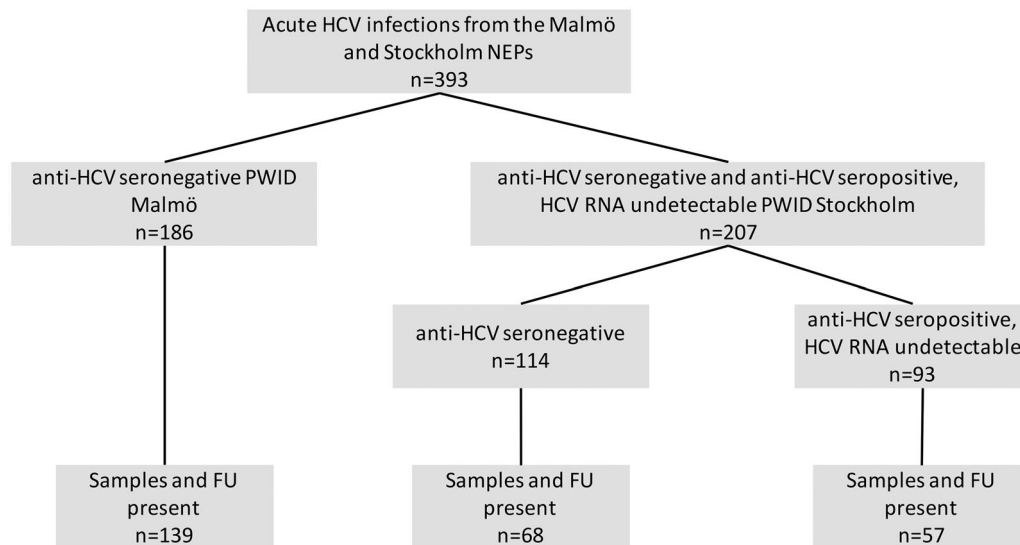 Acute HCV infections from the Malmö
and Stockholm NEPs
n=393
anti-HCV seronegative PWID
Malmö
n=186
anti-HCV seronegative and anti-HCV seropositive,
HCV RNA undetectable PWID Stockholm
n=207
anti-HCV seronegative
n=114
anti-HCV seropositive,
HCV RNA undetectable
n=93
Samples and FU
present
n=139
Samples and FU
present
n=68
Samples and FU
present
n=57